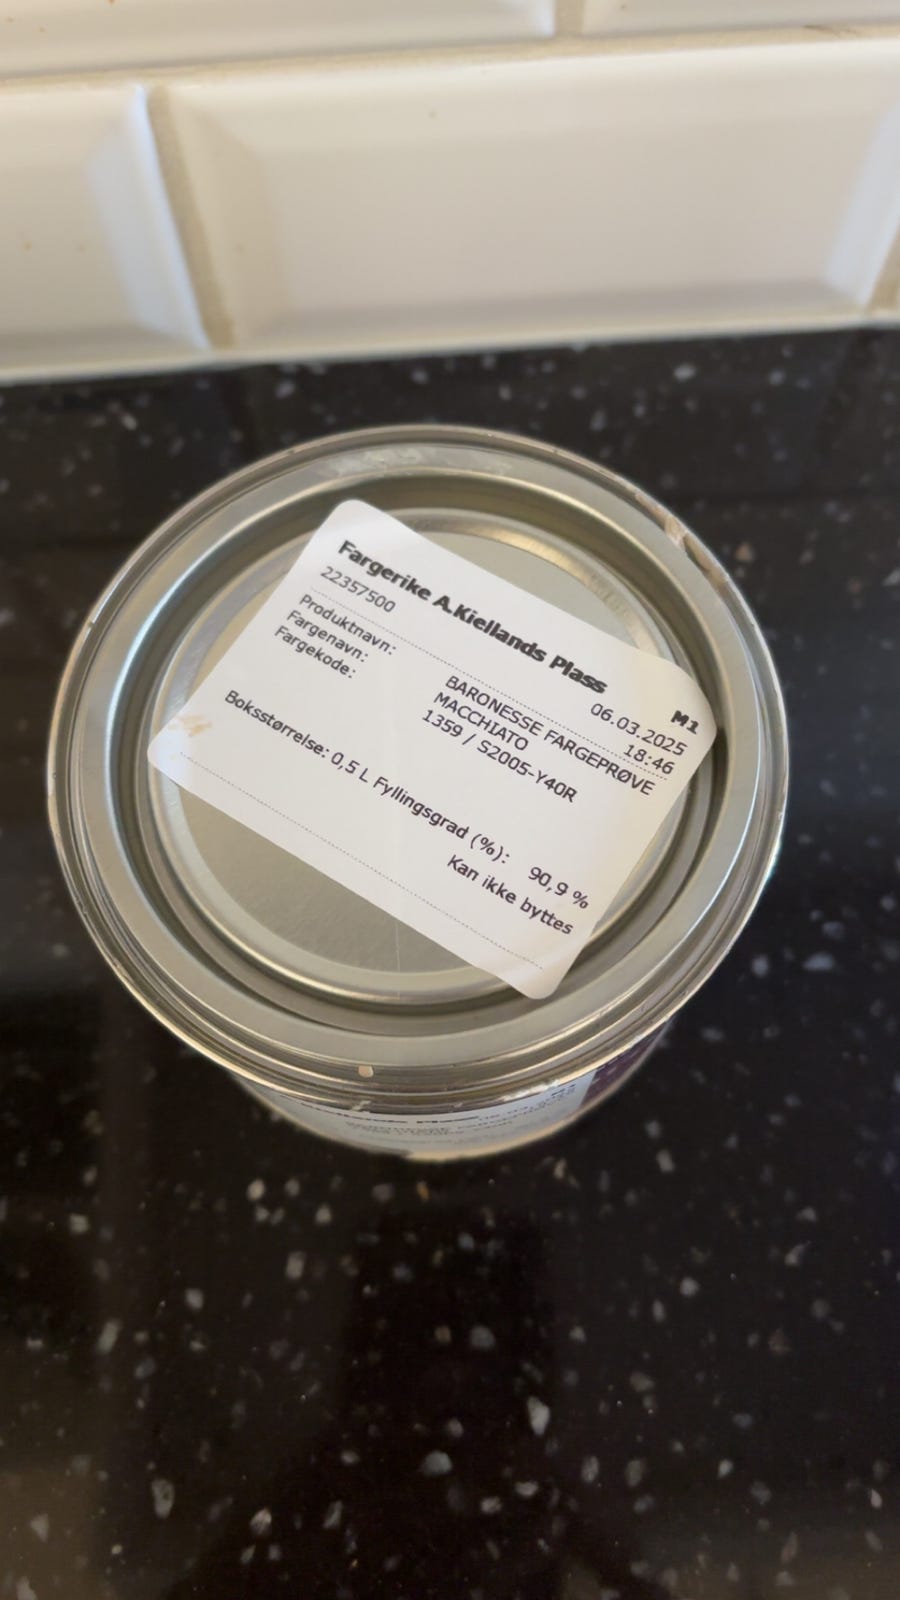 Fargerike A.Kiellands Plass M1
22357500 06.03.2025
18:46
Produktnavn: BARONESSE FARGEPRØVE
Fargenavn: MACCHIATO
Fargekode: 1359 / S2005-Y40R
Boksstørrelse: 0,5 L Fyllingsgrad (%): 90,9 %
Kan ikke byttes